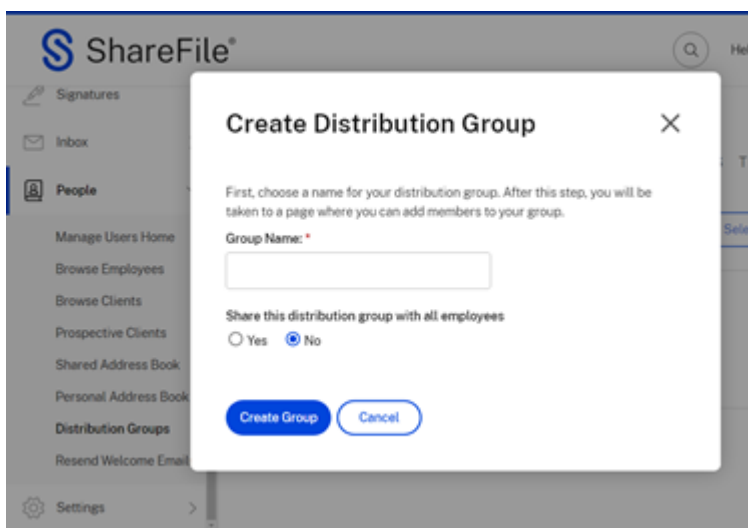 ShareFile®
Signatures
Inbox
People
Manage Users Home
Browse Employees
Browse Clients
Prospective Clients
Shared Address Book
Personal Address Book
Distribution Groups
Resend Welcome Email
Settings
Create Distribution Group
First, choose a name for your distribution group. After this step, you will be
taken to a page where you can add members to your group.
Group Name: *
Share this distribution group with all employees
Yes No
Create Group Cancel